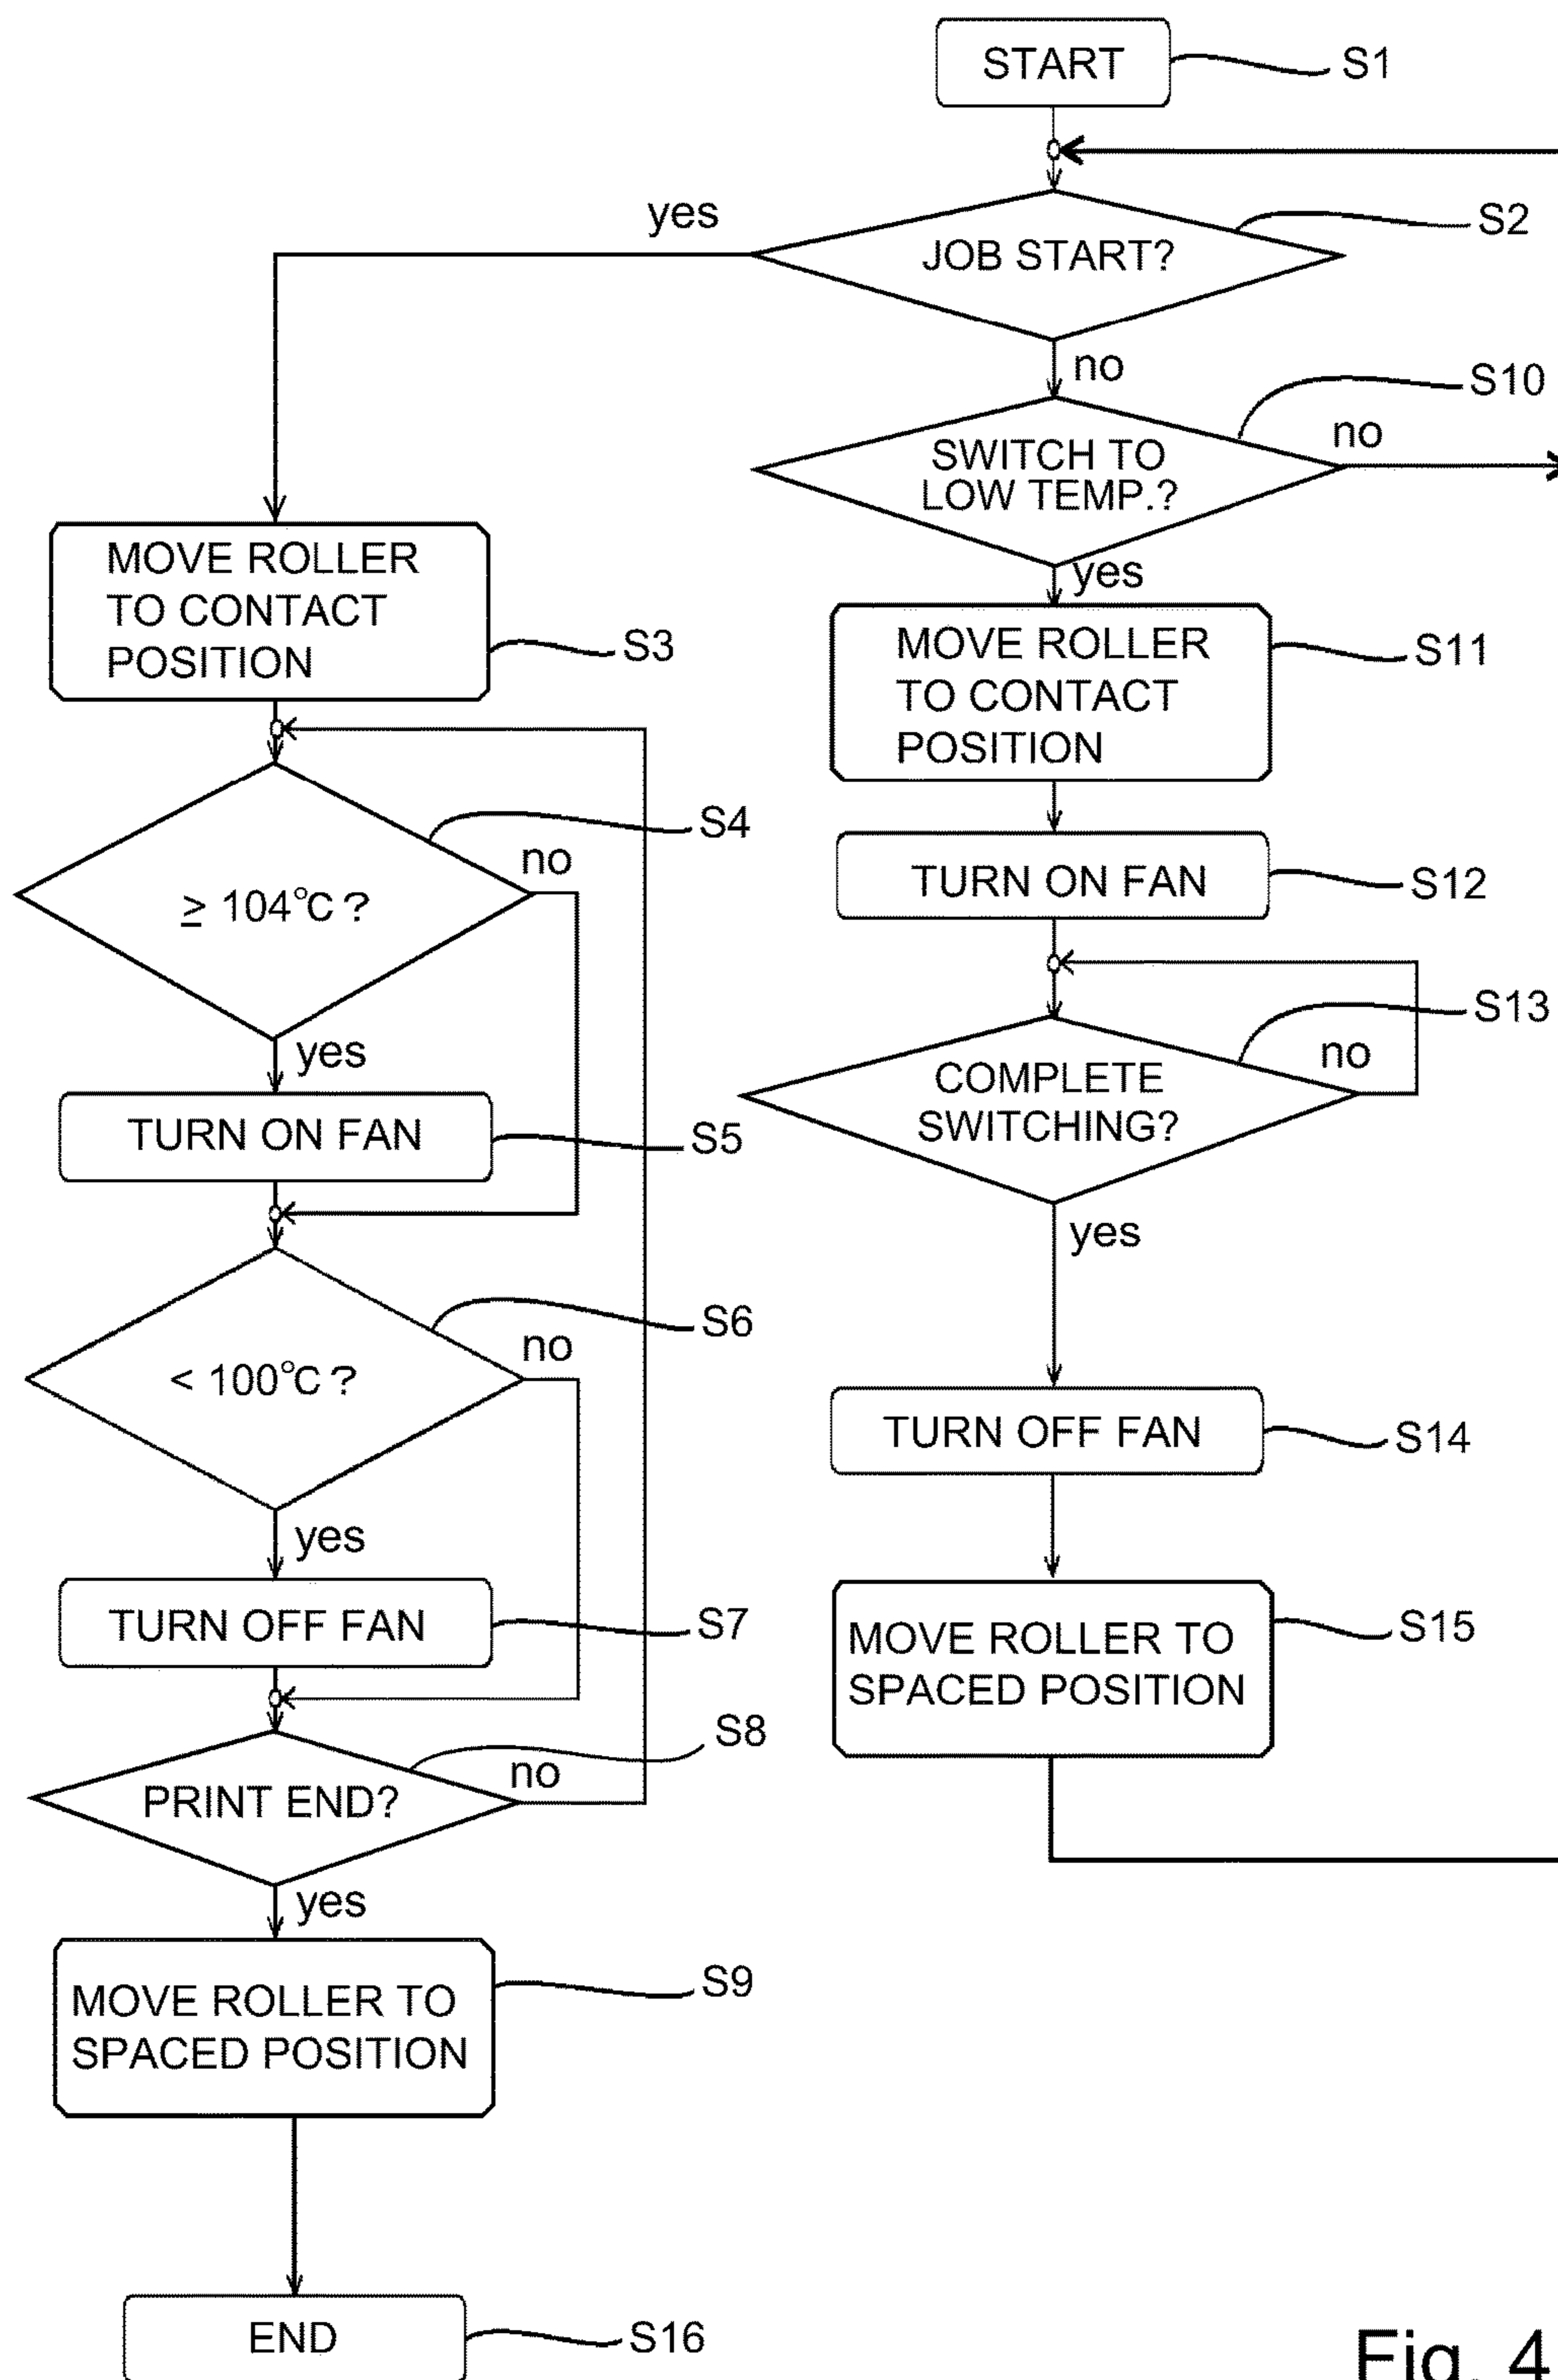 START
S1
yes
JOB START?
S2
no
S10
SWITCH TO
LOW TEMP.?
no
yes
MOVE ROLLER
TO CONTACT
POSITION
S3
MOVE ROLLER
TO CONTACT
POSITION
S11
S4
no
≥ 104℃ ?
yes
TURN ON FAN
S12
S13
no
COMPLETE
SWITCHING?
yes
TURN ON FAN
S5
S6
no
< 100℃ ?
yes
TURN OFF FAN
S14
TURN OFF FAN
S7
MOVE ROLLER TO
SPACED POSITION
S15
S8
no
PRINT END?
yes
MOVE ROLLER TO
SPACED POSITION
S9
END
S16
Fig. 4